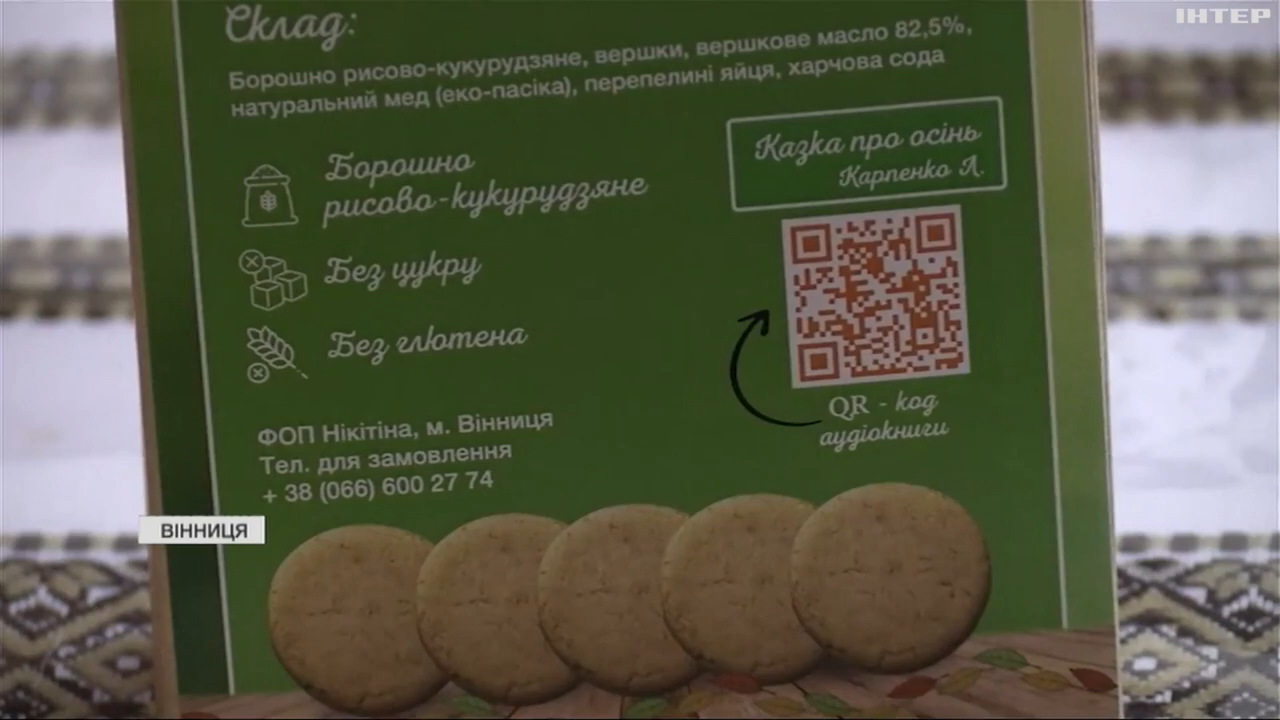 ІНТЕР
Склад:
Борошно рисово-кукурудзяне, вершки, вершкове масло 82,5%,
натуральний мед (еко-пасіка), перепелині яйця, харчова сода
Борошно
рисово-кукурудзяне
Без цукру
Без глютена
Казка про осінь
Карпенко А.
QR - код
аудіокниги
ФОП Нікітіна, м. Вінниця
Тел. для замовлення
+ 38 (066) 600 27 74
ВІННИЦЯ